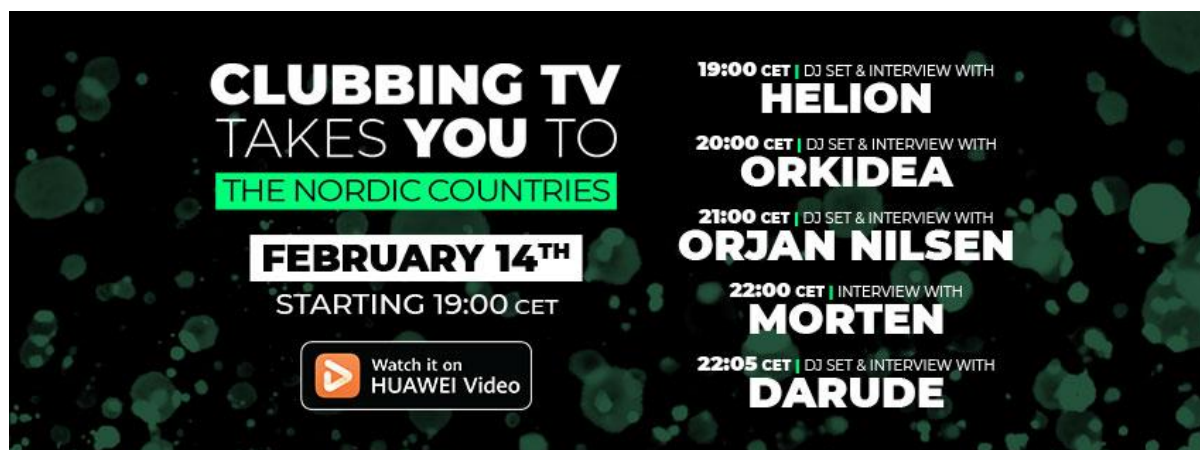 CLUBBING TV
TAKES YOU TO
THE NORDIC COUNTRIES
FEBRUARY 14TH
STARTING 19:00 CET
Watch it on
HUAWEI Video
19:00 CET | DJ SET & INTERVIEW WITH
HELION
20:00 CET | DJ SET & INTERVIEW WITH
ORKIDEA
21:00 CET | DJ SET & INTERVIEW WITH
ORJAN NILSEN
22:00 CET | INTERVIEW WITH
MORTEN
22:05 CET | DJ SET & INTERVIEW WITH
DARUDE